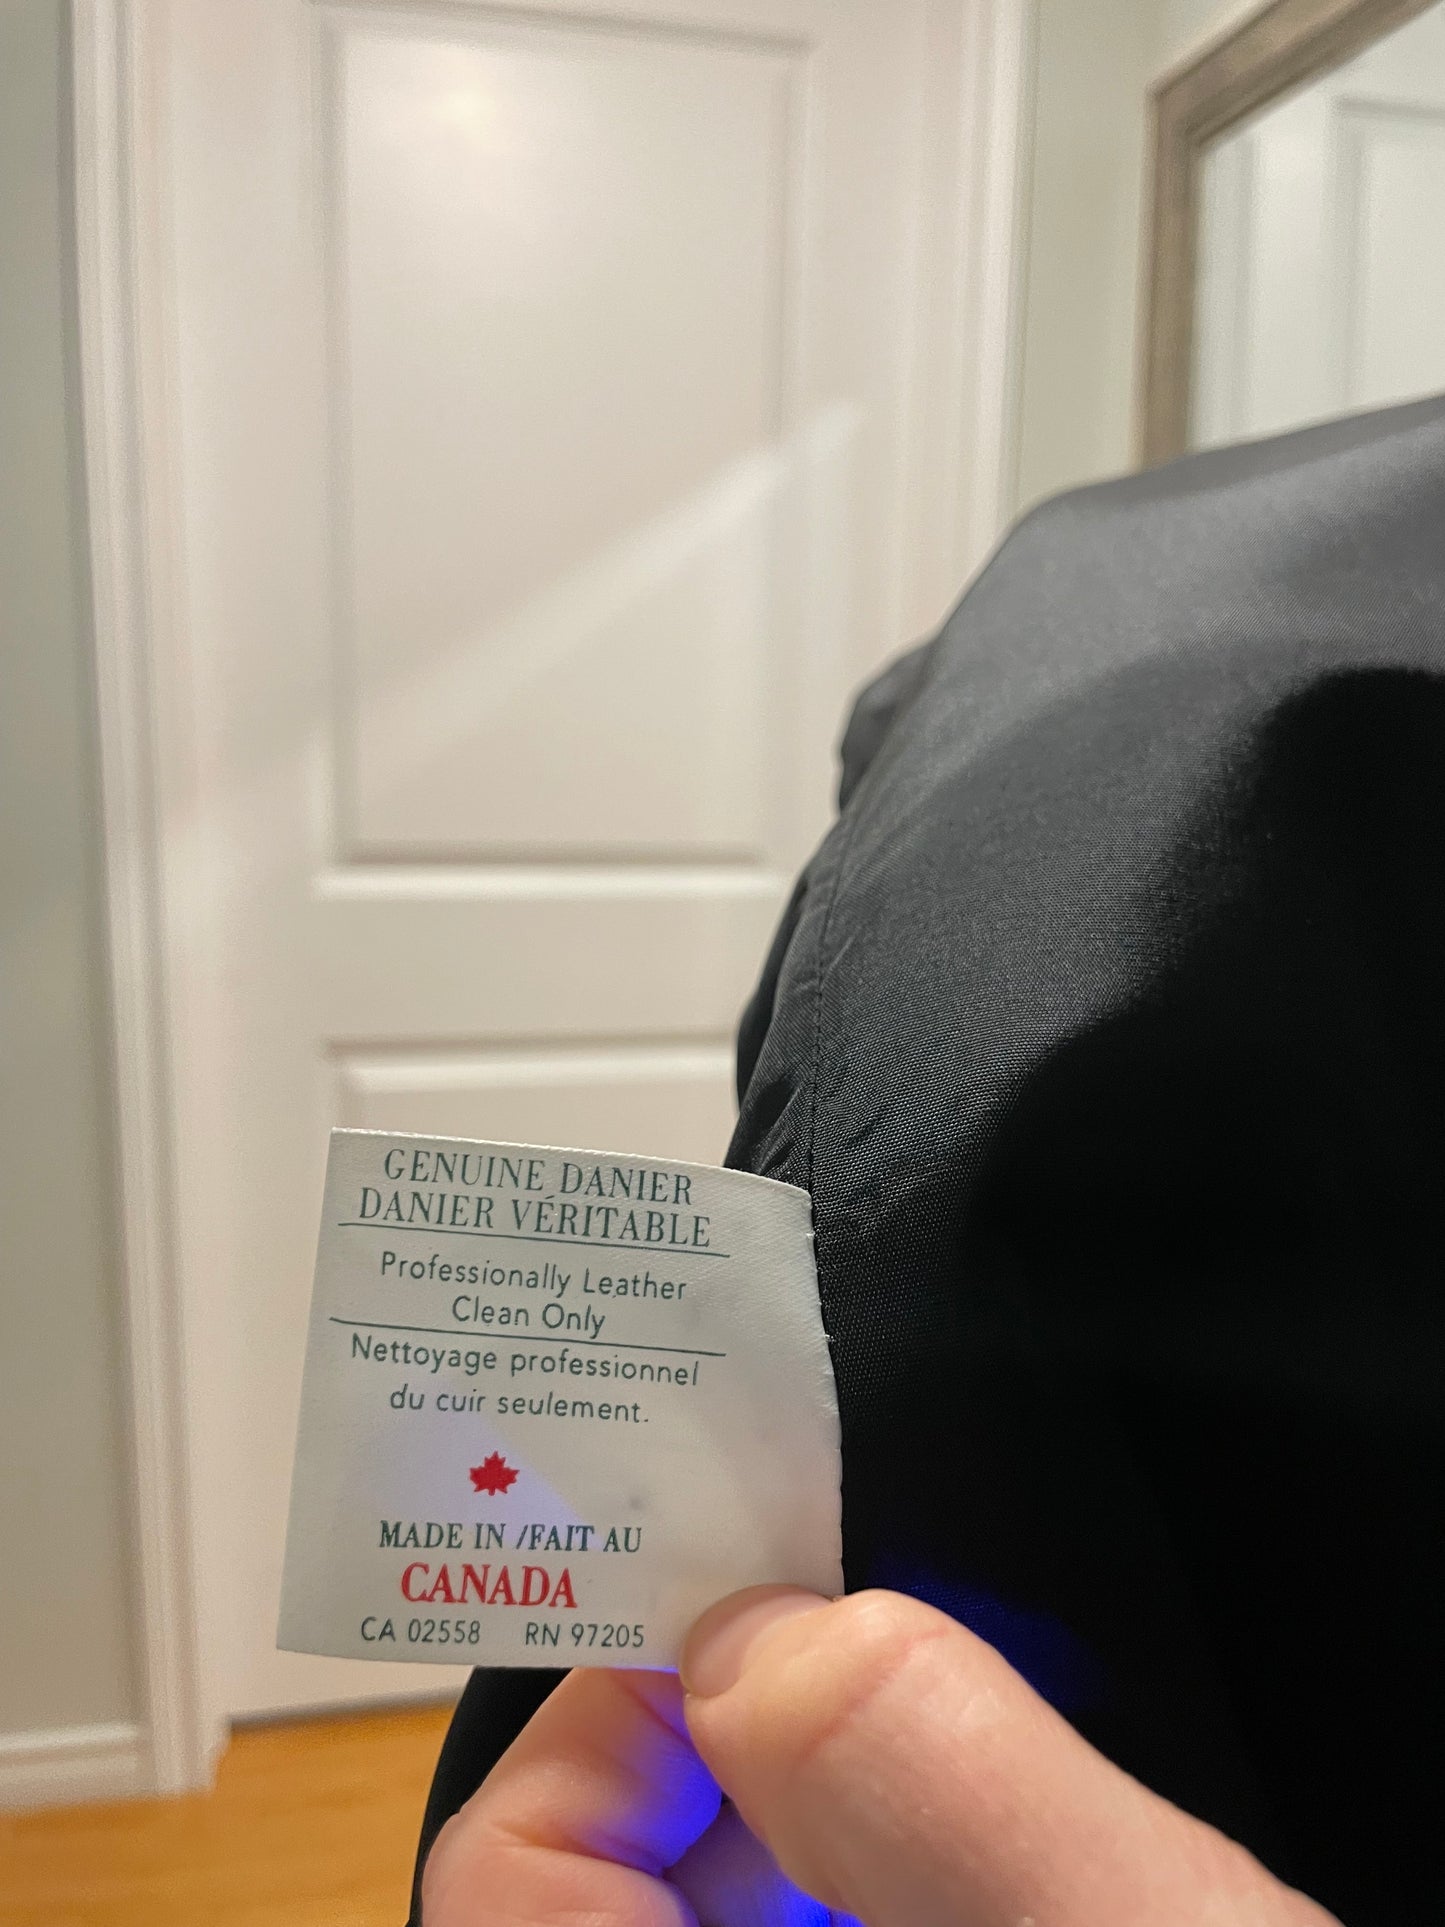 GENUINE DANIER
DANIER VÉRITABLE
Professionally Leather
Clean Only
Nettoyage professionnel
du cuir seulement.
MADE IN /FAIT AU
CANADA
CA 02558 RN 97205